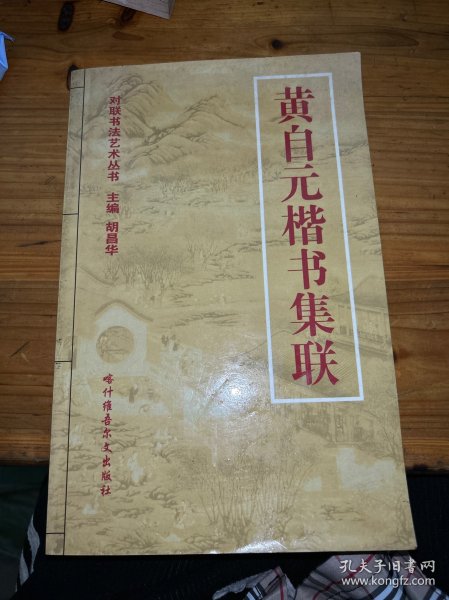 黄自元楷书集联
对联书法艺术丛书 主编 胡昌华
喀什维吾尔文出版社
孔夫子旧书网
www.kongfz.com